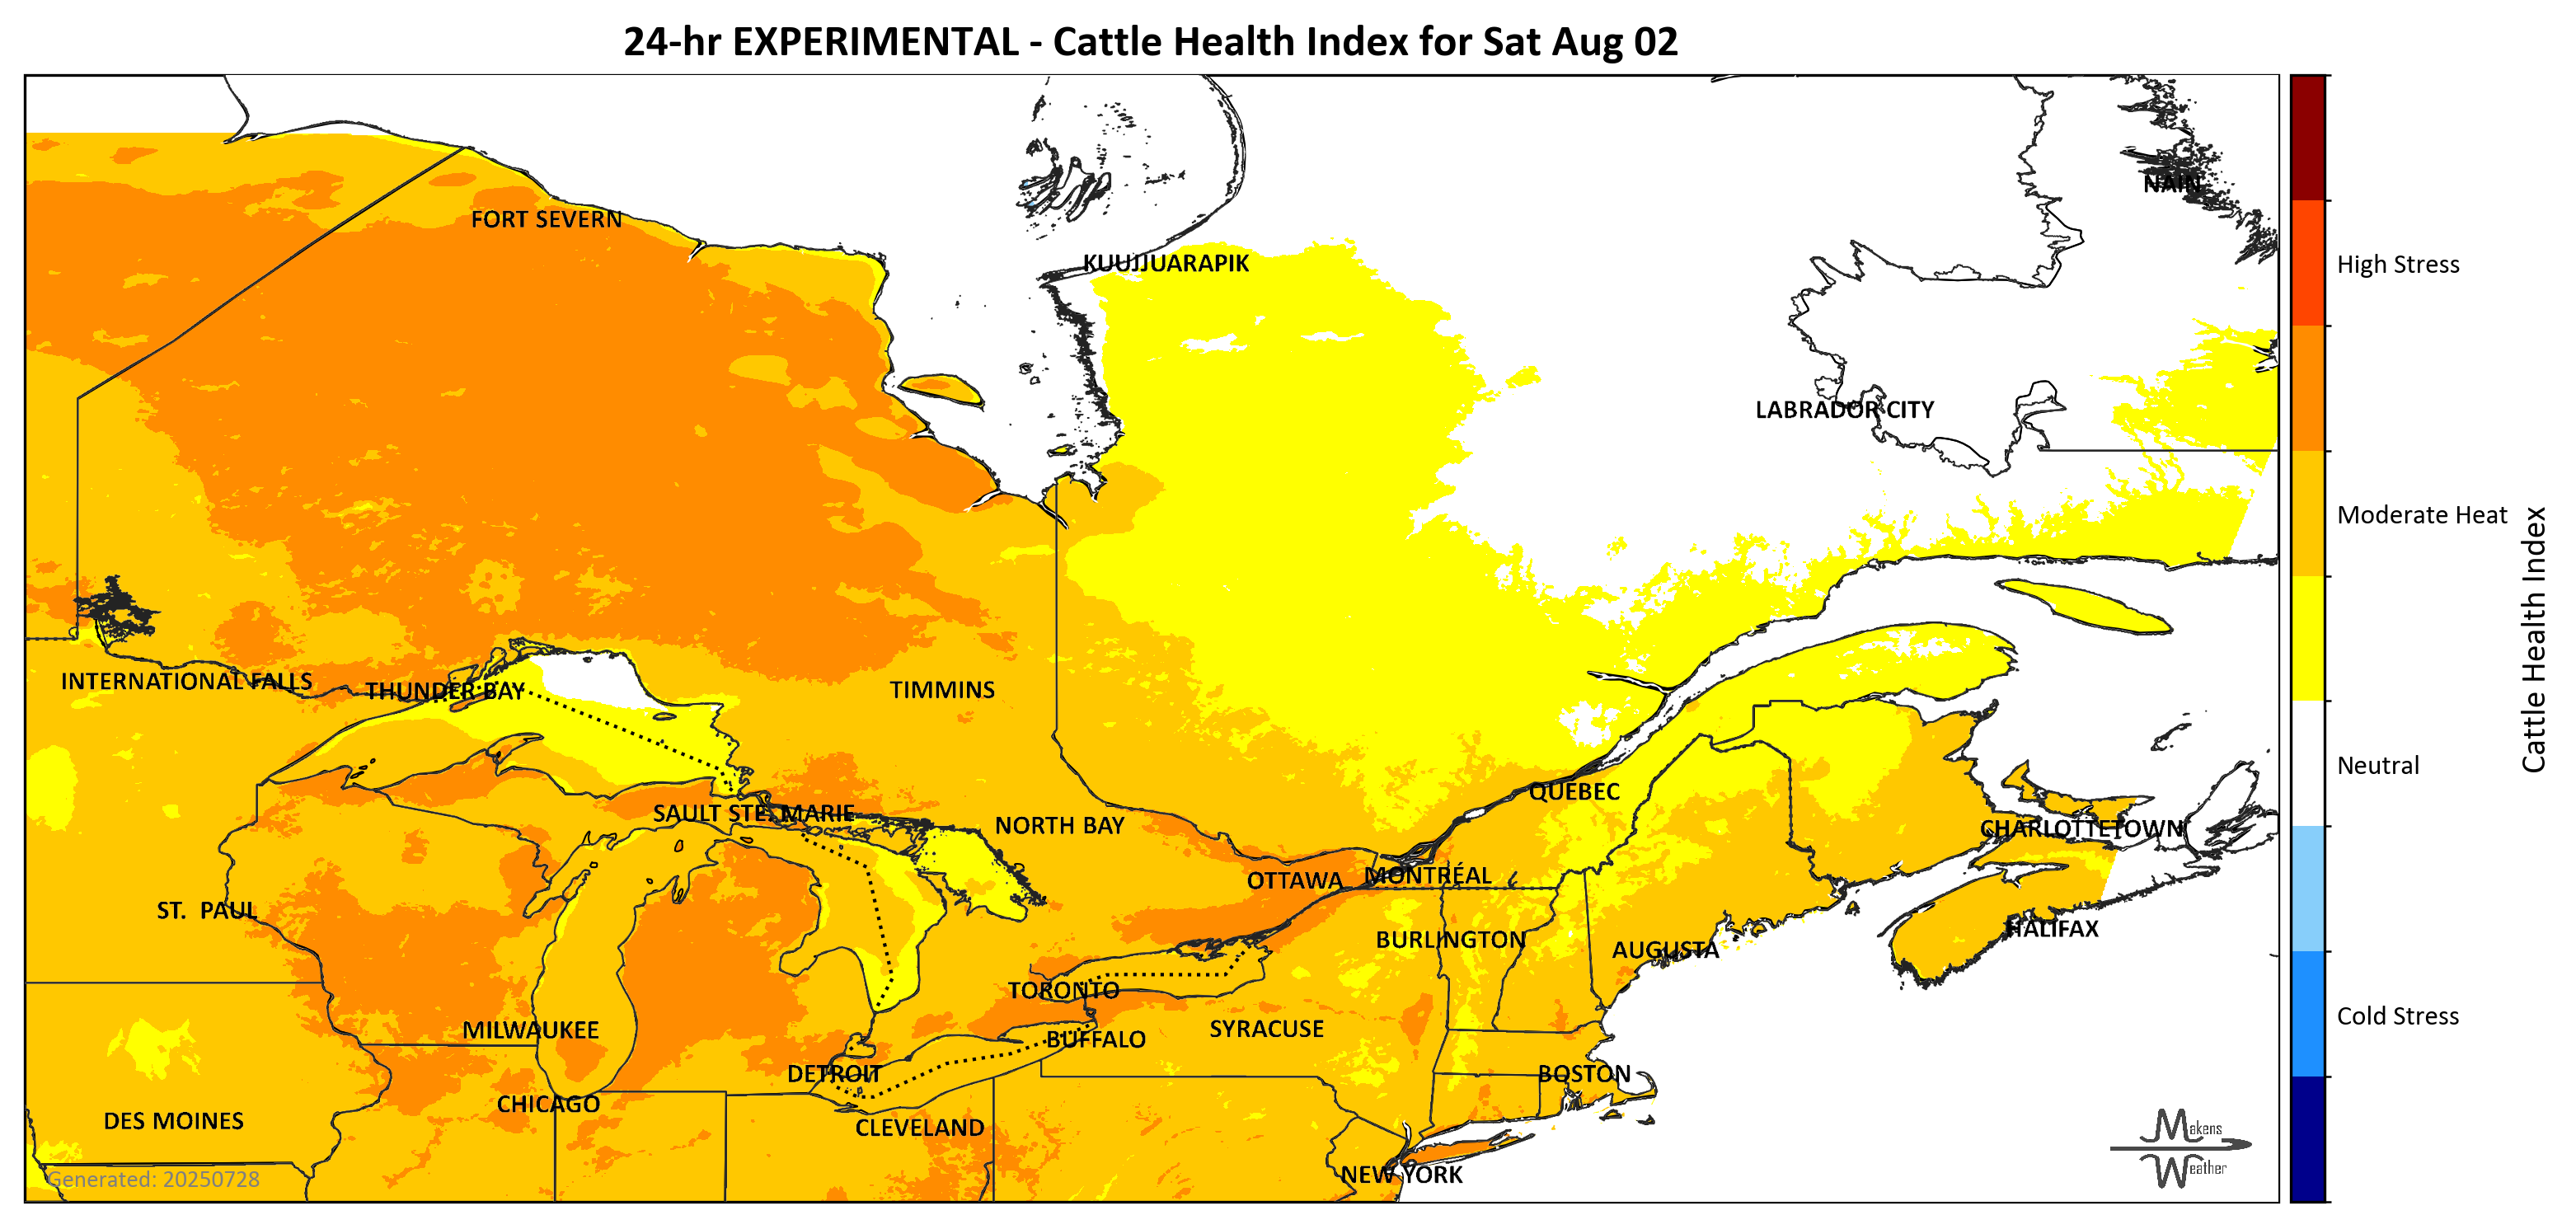 24-hr EXPERIMENTAL - Cattle Health Index for Sat Aug 02
NAIN
FORT SEVERN
KUUJJUARAPIK
High Stress
LABRADOR CITY
Moderate Heat
Cattle Health Index
INTERNATIONAL FALLS
THUNDER BAY
TIMMINS
Neutral
QUEBEC
SAULT STE. MARIE
NORTH BAY
CHARLOTTETOWN
OTTAWA
MONTRÉAL
ST. PAUL
HALIFAX
BURLINGTON
AUGUSTA
TORONTO
Cold Stress
MILWAUKEE
SYRACUSE
BUFFALO
DETROIT
BOSTON
CHICAGO
DES MOINES
CLEVELAND
Makens
Weather
NEW YORK
Generated: 20250728